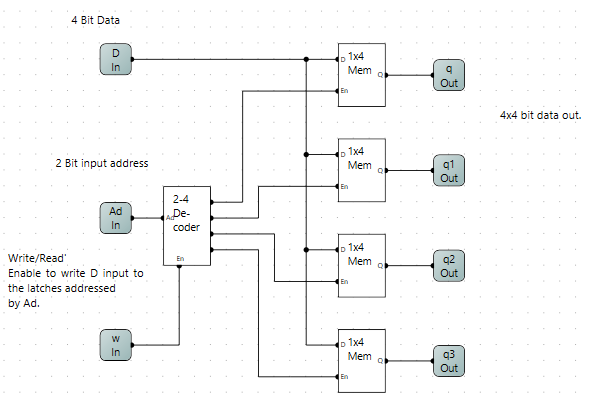 4 Bit Data
D
In
D 1x4
Mem Q
En
q
Out
4x4 bit data out.
2 Bit input address
D 1x4
Mem Q
En
q1
Out
Ad
In
2-4
Ad De-
coder
En
Write/Read'
Enable to write D input to
the latches addressed
by Ad.
D 1x4
Mem Q
En
q2
Out
w
In
D 1x4
Mem Q
En
q3
Out